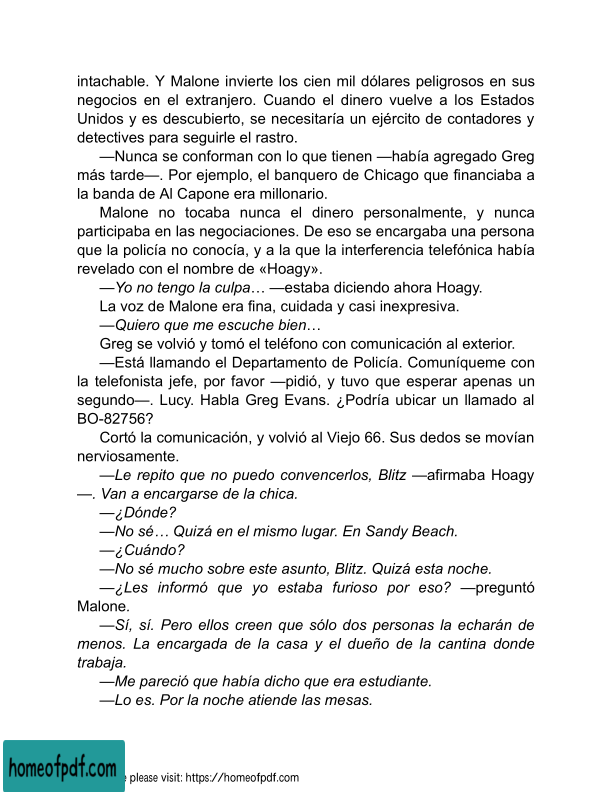 intachable. Y Malone invierte los cien mil dólares peligrosos en sus
negocios en el extranjero. Cuando el dinero vuelve a los Estados
Unidos y es descubierto, se necesitaría un ejército de contadores y
detectives para seguirle el rastro.
—Nunca se conforman con lo que tienen —había agregado Greg
más tarde—. Por ejemplo, el banquero de Chicago que financiaba a
la banda de Al Capone era millonario.
Malone no tocaba nunca el dinero personalmente, y nunca
participaba en las negociaciones. De eso se encargaba una persona
que la policía no conocía, y a la que la interferencia telefónica había
revelado con el nombre de «Hoagy».
—Yo no tengo la culpa… —estaba diciendo ahora Hoagy.
La voz de Malone era fina, cuidada y casi inexpresiva.
—Quiero que me escuche bien…
Greg se volvió y tomó el teléfono con comunicación al exterior.
—Está llamando el Departamento de Policía. Comuníqueme con
la telefonista jefe, por favor —pidió, y tuvo que esperar apenas un
segundo—. Lucy. Habla Greg Evans. ¿Podría ubicar un llamado al
BO-82756?
Cortó la comunicación, y volvió al Viejo 66. Sus dedos se movían
nerviosamente.
—Le repito que no puedo convencerlos, Blitz —afirmaba Hoagy
—. Van a encargarse de la chica.
—¿Dónde?
—No sé… Quizá en el mismo lugar. En Sandy Beach.
—¿Cuándo?
—No sé mucho sobre este asunto, Blitz. Quizá esta noche.
—¿Les informó que yo estaba furioso por eso? —preguntó
Malone.
—Sí, sí. Pero ellos creen que sólo dos personas la echarán de
menos. La encargada de la casa y el dueño de la cantina donde
trabaja.
—Me pareció que había dicho que era estudiante.
—Lo es. Por la noche atiende las mesas.
homeofpdf.com
e please visit: https://homeofpdf.com